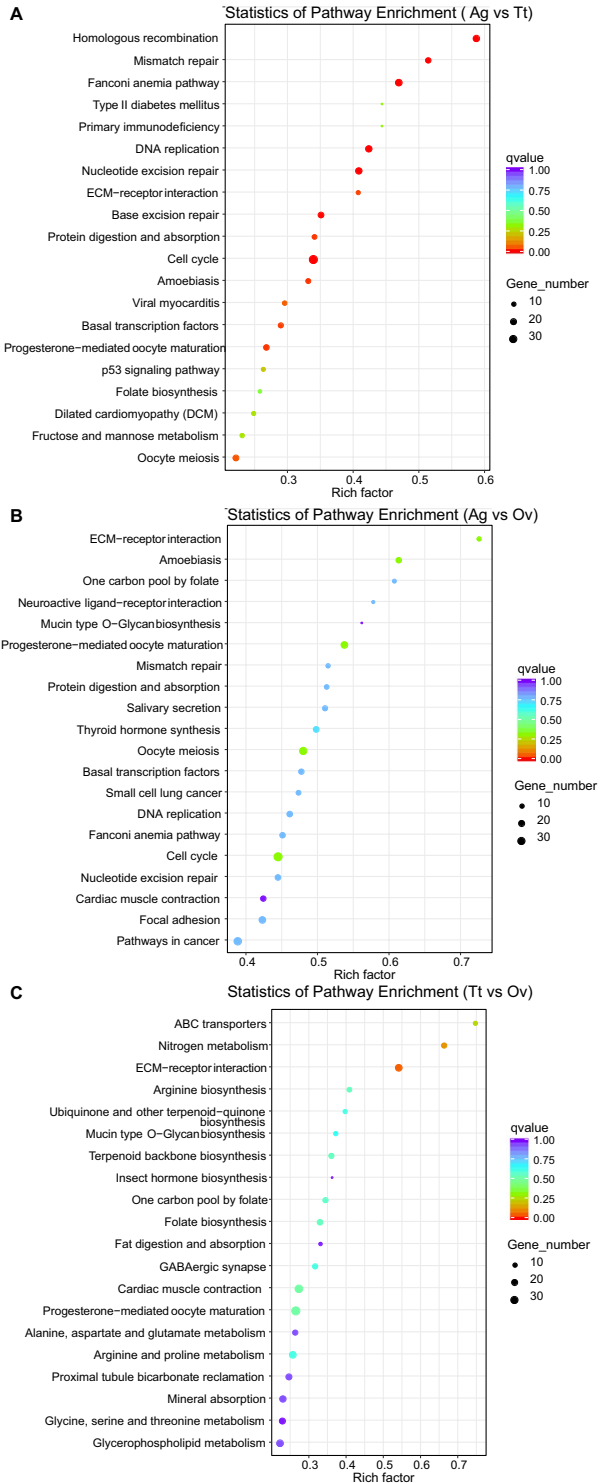 A
Statistics of Pathway Enrichment ( Ag vs Tt)
Homologous recombination
Mismatch repair
Fanconi anemia pathway
Type II diabetes mellitus
Primary immunodeficiency
DNA replication
Nucleotide excision repair
ECM−receptor interaction
Base excision repair
Protein digestion and absorption
Cell cycle
Amoebiasis
Viral myocarditis
Basal transcription factors
Progesterone−mediated oocyte maturation
p53 signaling pathway
Folate biosynthesis
Dilated cardiomyopathy (DCM)
Fructose and mannose metabolism
Oocyte meiosis
0.3 0.4 0.5 0.6
Rich factor
qvalue
1.00
0.75
0.50
0.25
0.00
Gene_number
10
20
30
B
Statistics of Pathway Enrichment (Ag vs Ov)
ECM−receptor interaction
Amoebiasis
One carbon pool by folate
Neuroactive ligand−receptor interaction
Mucin type O−Glycan biosynthesis
Progesterone−mediated oocyte maturation
Mismatch repair
Protein digestion and absorption
Salivary secretion
Thyroid hormone synthesis
Oocyte meiosis
Basal transcription factors
Small cell lung cancer
DNA replication
Fanconi anemia pathway
Cell cycle
Nucleotide excision repair
Cardiac muscle contraction
Focal adhesion
Pathways in cancer
0.4 0.5 0.6 0.7
Rich factor
qvalue
1.00
0.75
0.50
0.25
0.00
Gene_number
10
20
30
C
Statistics of Pathway Enrichment (Tt vs Ov)
ABC transporters
Nitrogen metabolism
ECM−receptor interaction
Arginine biosynthesis
Ubiquinone and other terpenoid−quinone
biosynthesis
Mucin type O−Glycan biosynthesis
Terpenoid backbone biosynthesis
Insect hormone biosynthesis
One carbon pool by folate
Folate biosynthesis
Fat digestion and absorption
GABAergic synapse
Cardiac muscle contraction
Progesterone−mediated oocyte maturation
Alanine, aspartate and glutamate metabolism
Arginine and proline metabolism
Proximal tubule bicarbonate reclamation
Mineral absorption
Glycine, serine and threonine metabolism
Glycerophospholipid metabolism
0.3 0.4 0.5 0.6 0.7
Rich factor
qvalue
1.00
0.75
0.50
0.25
0.00
Gene_number
10
20
30